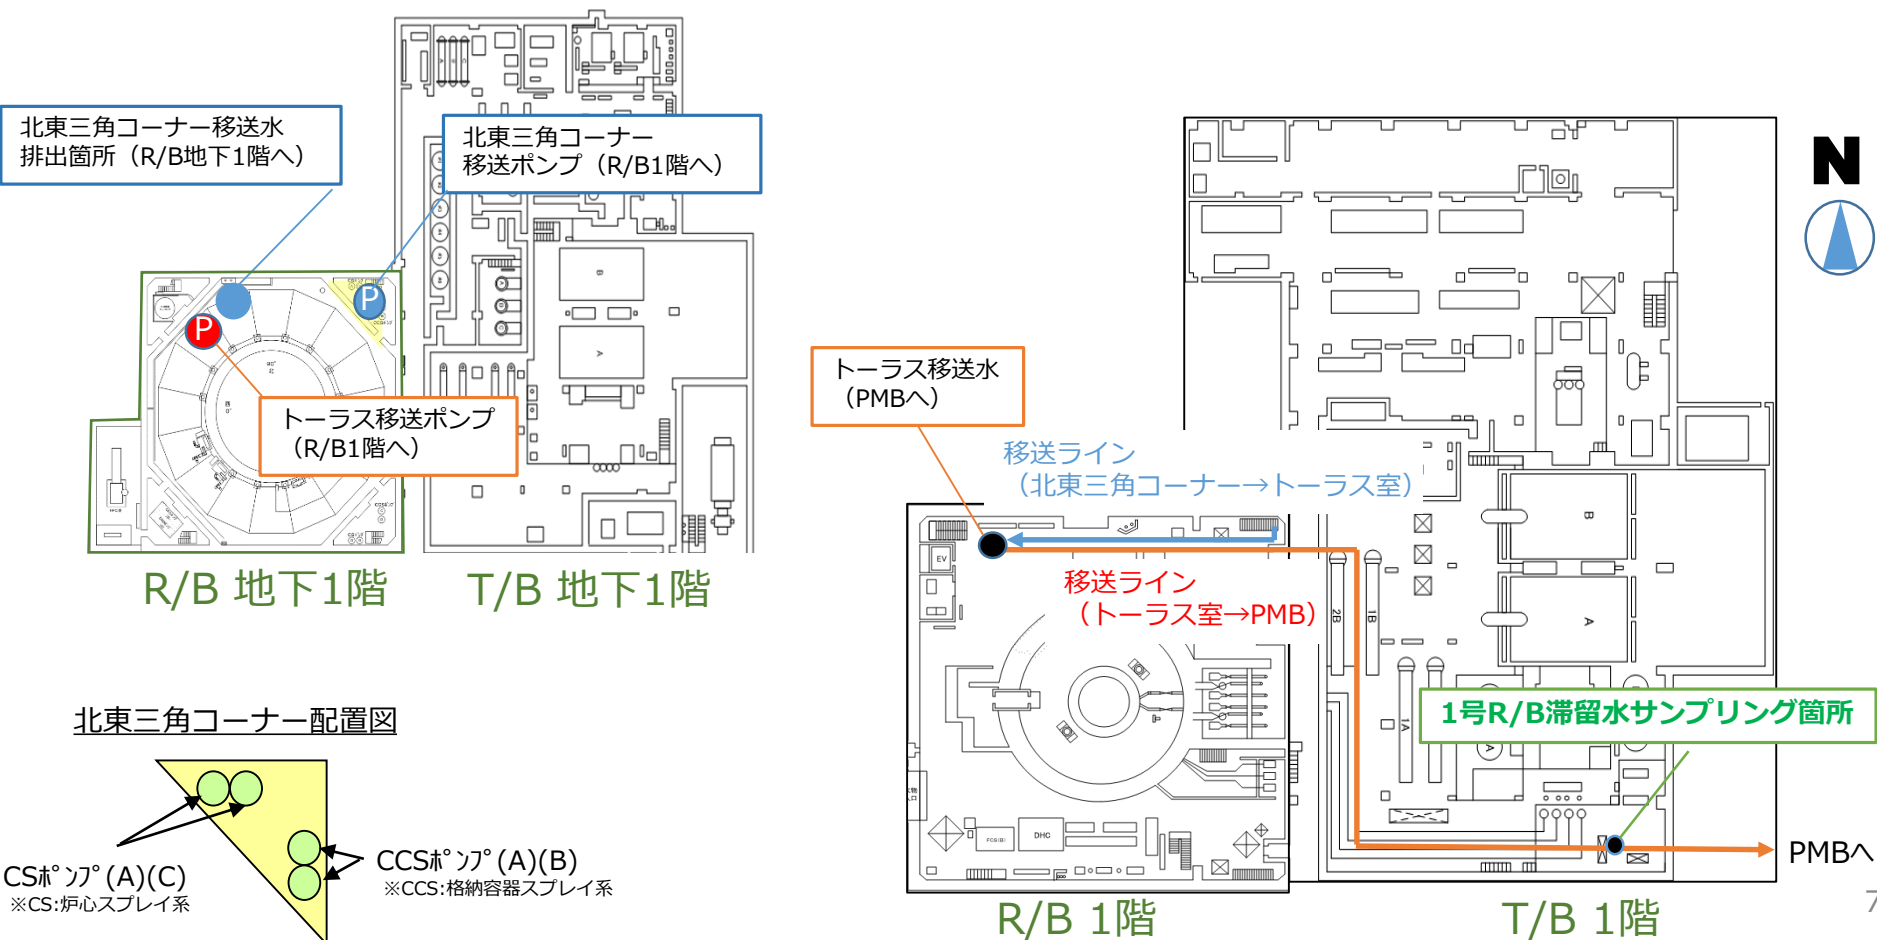 北東三角コーナー移送水
排出箇所（R/B地下1階へ）
北東三角コーナー
移送ポンプ（R/B1階へ）
P
P
トーラス移送ポンプ
（R/B1階へ）
B
A
R/B 地下1階
T/B 地下1階
北東三角コーナー配置図
CSﾎﾟﾝﾌﾟ(A)(C)
※CS:炉心スプレイ系
CCSﾎﾟﾝﾌﾟ(A)(B)
※CCS:格納容器スプレイ系
N
トーラス移送水
（PMBへ）
移送ライン
（北東三角コーナー→トーラス室）
移送ライン
（トーラス室→PMB）
EV
B
A
2B
1B
1A
1号R/B滞留水サンプリング箇所
FCS(B)
DHC
PMBへ
R/B 1階
T/B 1階
7